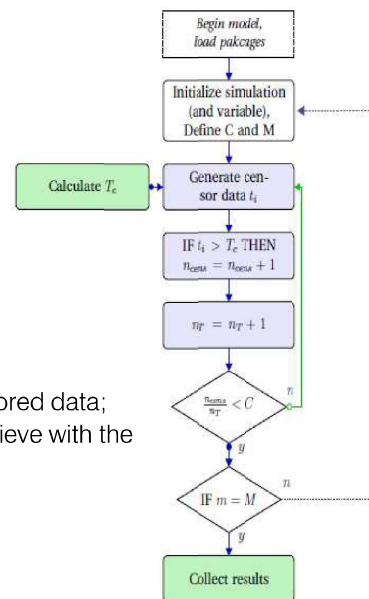 Begin model,
load pakcages
Initialize simulation
(and variable),
Define C and M
Calculate T_c
Generate cen-
sor data t_i
IF t_i > T_c THEN
n_cens = n_cens + 1
n_T = n_T + 1
ored data;
ieve with the
n_cens/n_T < C
n
y
IF m = M
n
y
Collect results